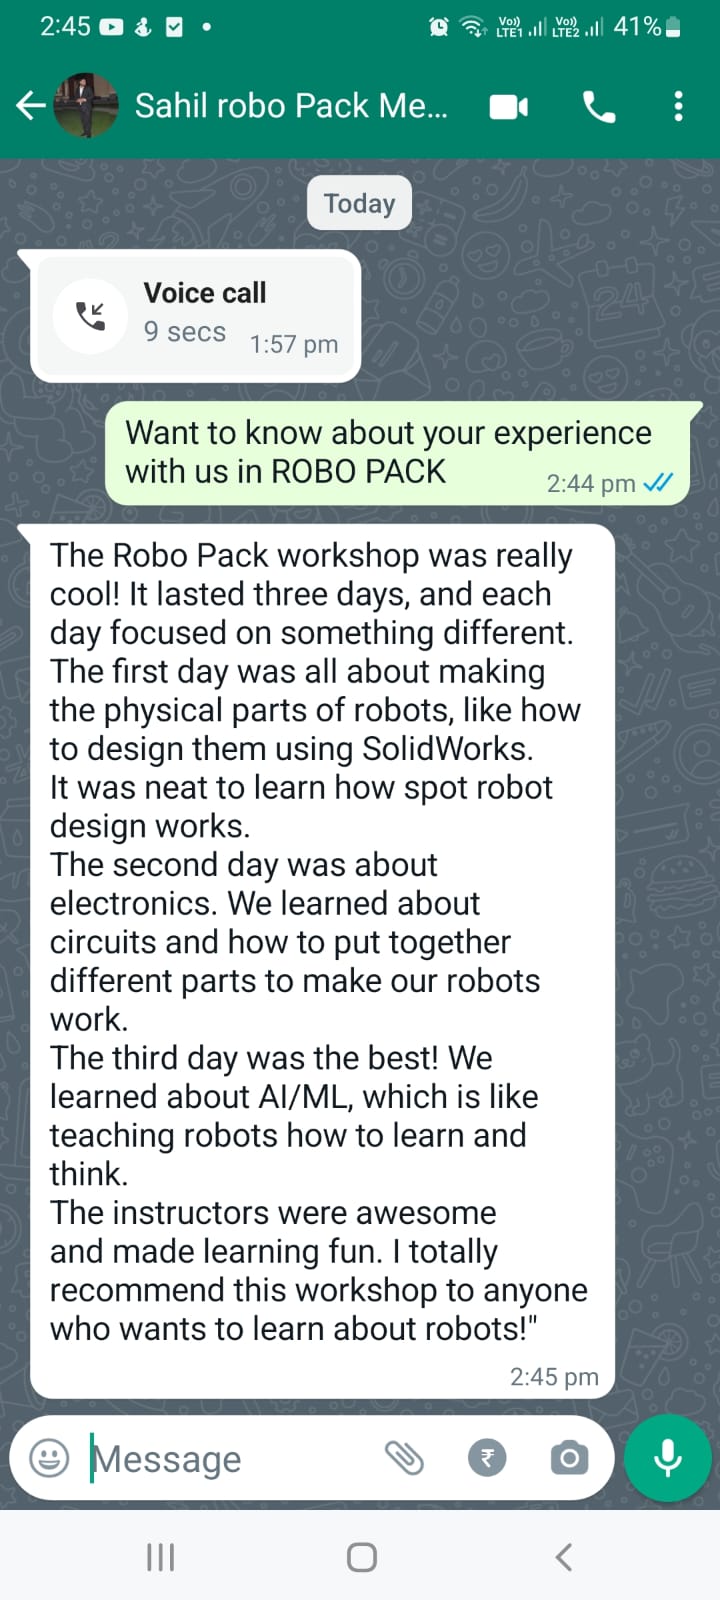 2:45
Vo)) LTE1 Vo)) LTE2 41%
Sahil robo Pack Me...
Today
Voice call
9 secs 1:57 pm
Want to know about your experience
with us in ROBO PACK
2:44 pm
The Robo Pack workshop was really
cool! It lasted three days, and each
day focused on something different.
The first day was all about making
the physical parts of robots, like how
to design them using SolidWorks.
It was neat to learn how spot robot
design works.
The second day was about
electronics. We learned about
circuits and how to put together
different parts to make our robots
work.
The third day was the best! We
learned about AI/ML, which is like
teaching robots how to learn and
think.
The instructors were awesome
and made learning fun. I totally
recommend this workshop to anyone
who wants to learn about robots!"
2:45 pm
Message